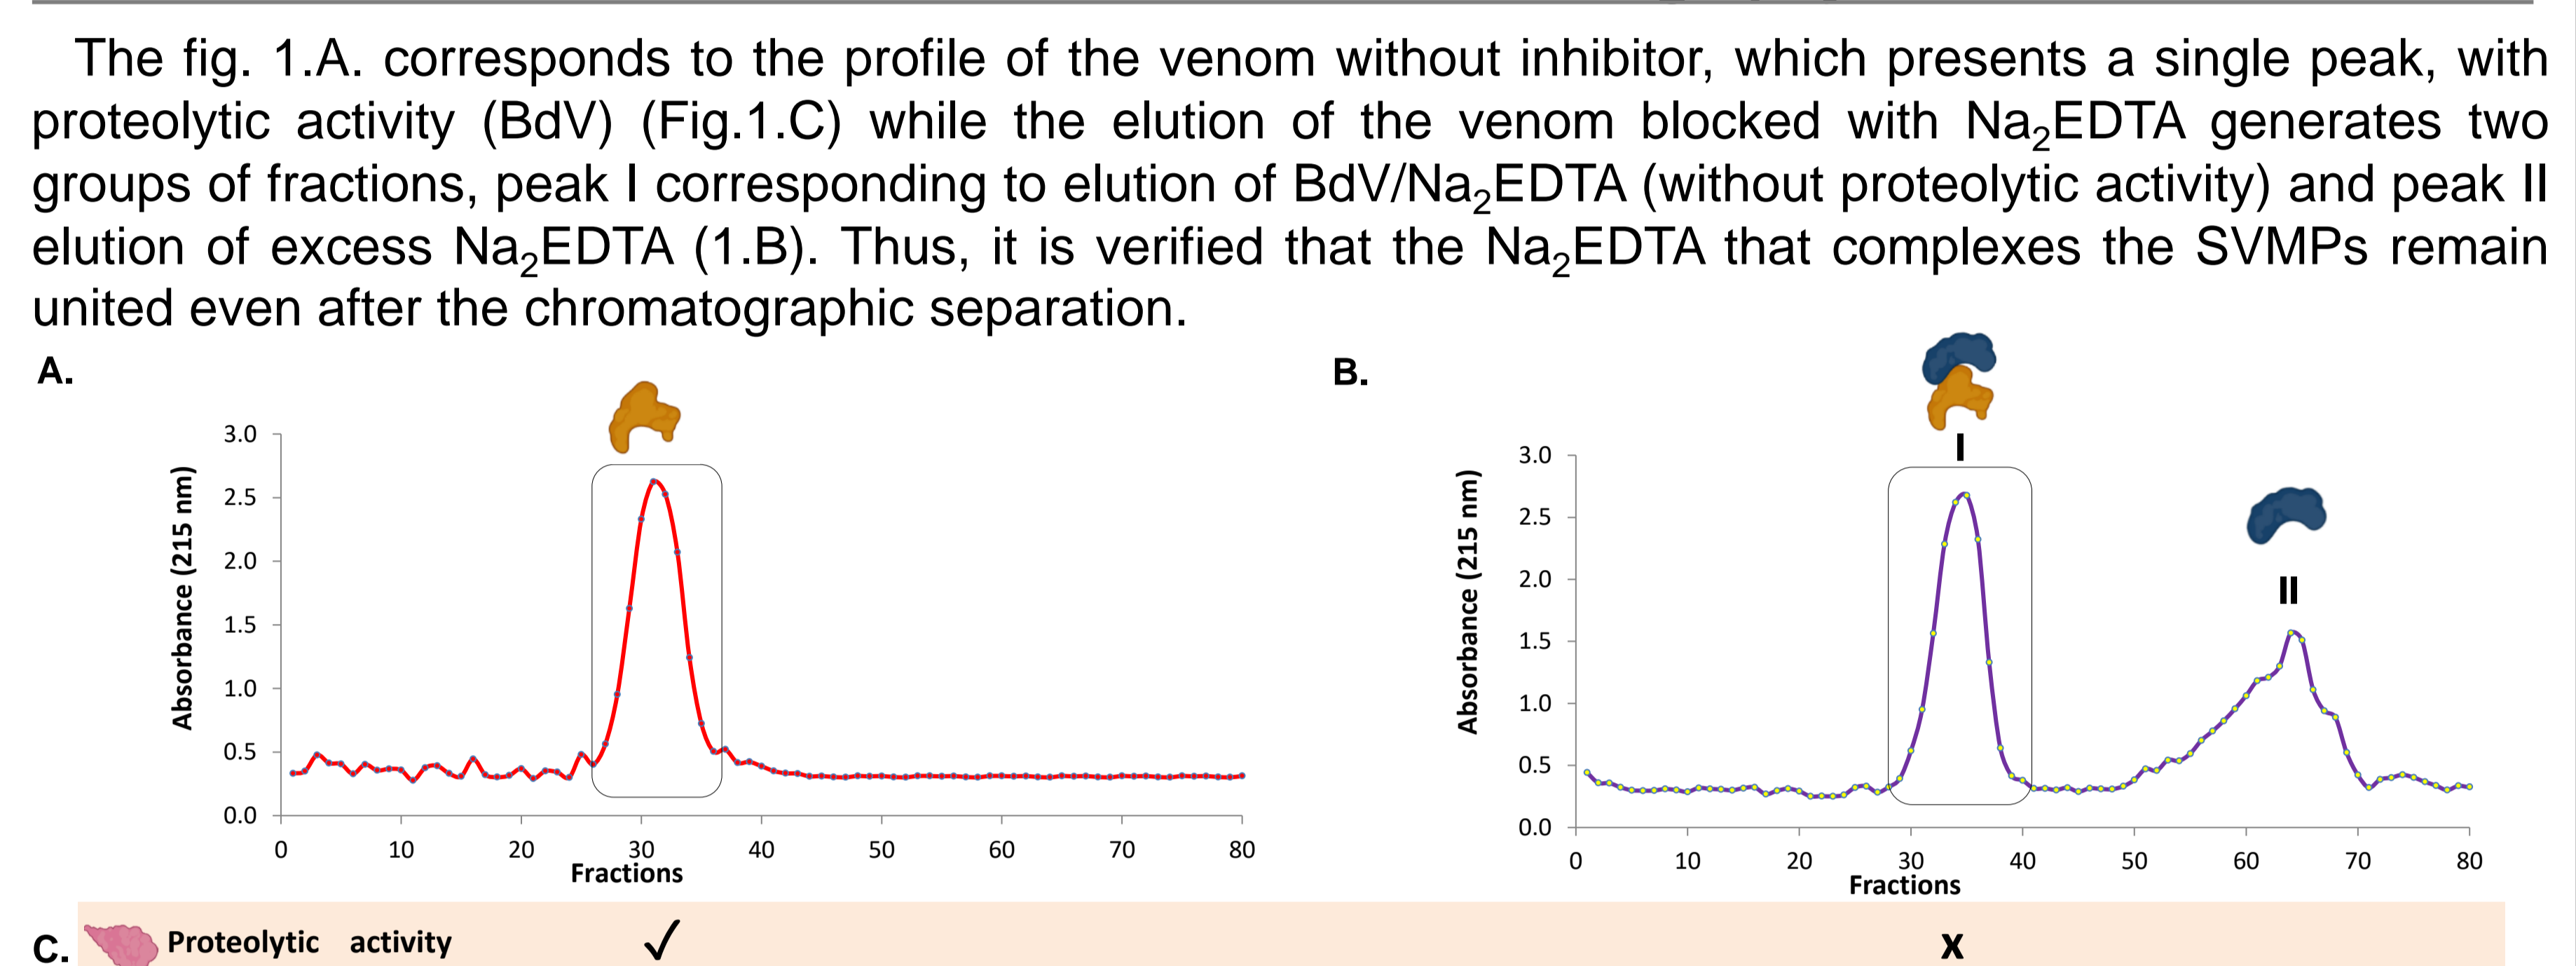 The fig. 1.A. corresponds to the profile of the venom without inhibitor, which presents a single peak, with
proteolytic activity (BdV) (Fig.1.C) while the elution of the venom blocked with Na₂EDTA generates two
groups of fractions, peak I corresponding to elution of BdV/Na₂EDTA (without proteolytic activity) and peak II
elution of excess Na₂EDTA (1.B). Thus, it is verified that the Na₂EDTA that complexes the SVMPs remain
united even after the chromatographic separation.
A.
Absorbance (215 nm)
3.0
2.5
2.0
1.5
1.0
0.5
0.0
0 10 20 30 40 50 60 70 80
Fractions
B.
I
II
Absorbance (215 nm)
3.0
2.5
2.0
1.5
1.0
0.5
0.0
0 10 20 30 40 50 60 70 80
Fractions
C. Proteolytic activity ✓ X